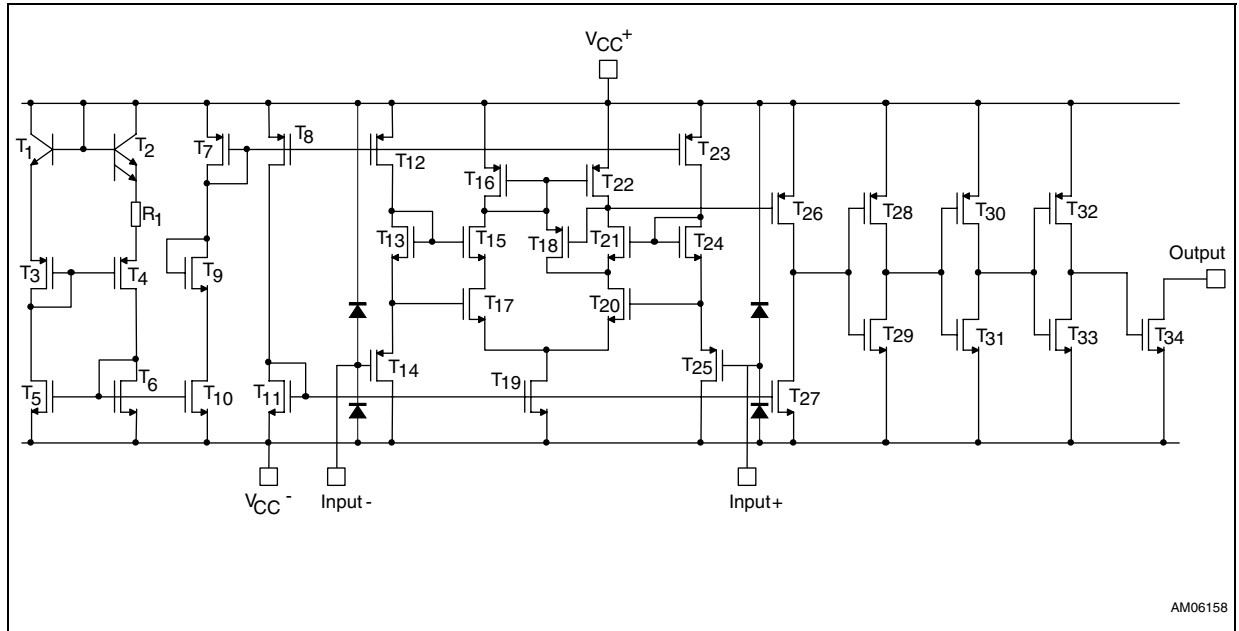 VCC+
T1
T2
T7
T8
T12
T23
T16
T22
R1
T26
T28
T30
T32
T13
T15
T18
T21
T24
Output
T3
T4
T9
T17
T20
T29
T31
T33
T34
T14
T25
T5
T6
T10
T11
T19
T27
VCC -
Input -
Input+
AM06158